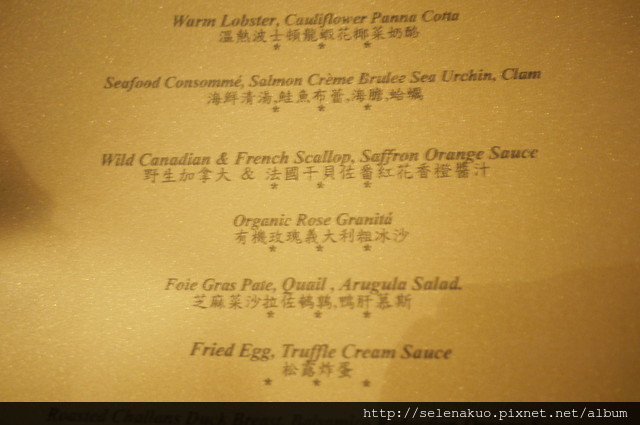 Warm Lobster, Cauliflower Panna Cotta
溫熱波士頓龍蝦花椰菜奶酪
* * *
Seafood Consommé, Salmon Crème Brulee Sea Urchin, Clam
海鮮清湯,鮭魚布蕾,海膽,蛤蠣
* * *
Wild Canadian & French Scallop, Saffron Orange Sauce
野生加拿大 & 法國干貝佐番紅花香橙醬汁
* * *
Organic Rose Granitá
有機玫瑰義大利粗冰沙
* * *
Foie Gras Pate, Quail , Arugula Salad.
芝麻菜沙拉佐鵪鶉,鴨肝慕斯
* * *
Fried Egg, Truffle Cream Sauce
松露炸蛋
* * *
Roasted Challans Duck Breast,
http://selenakuo.pixnet.net/album